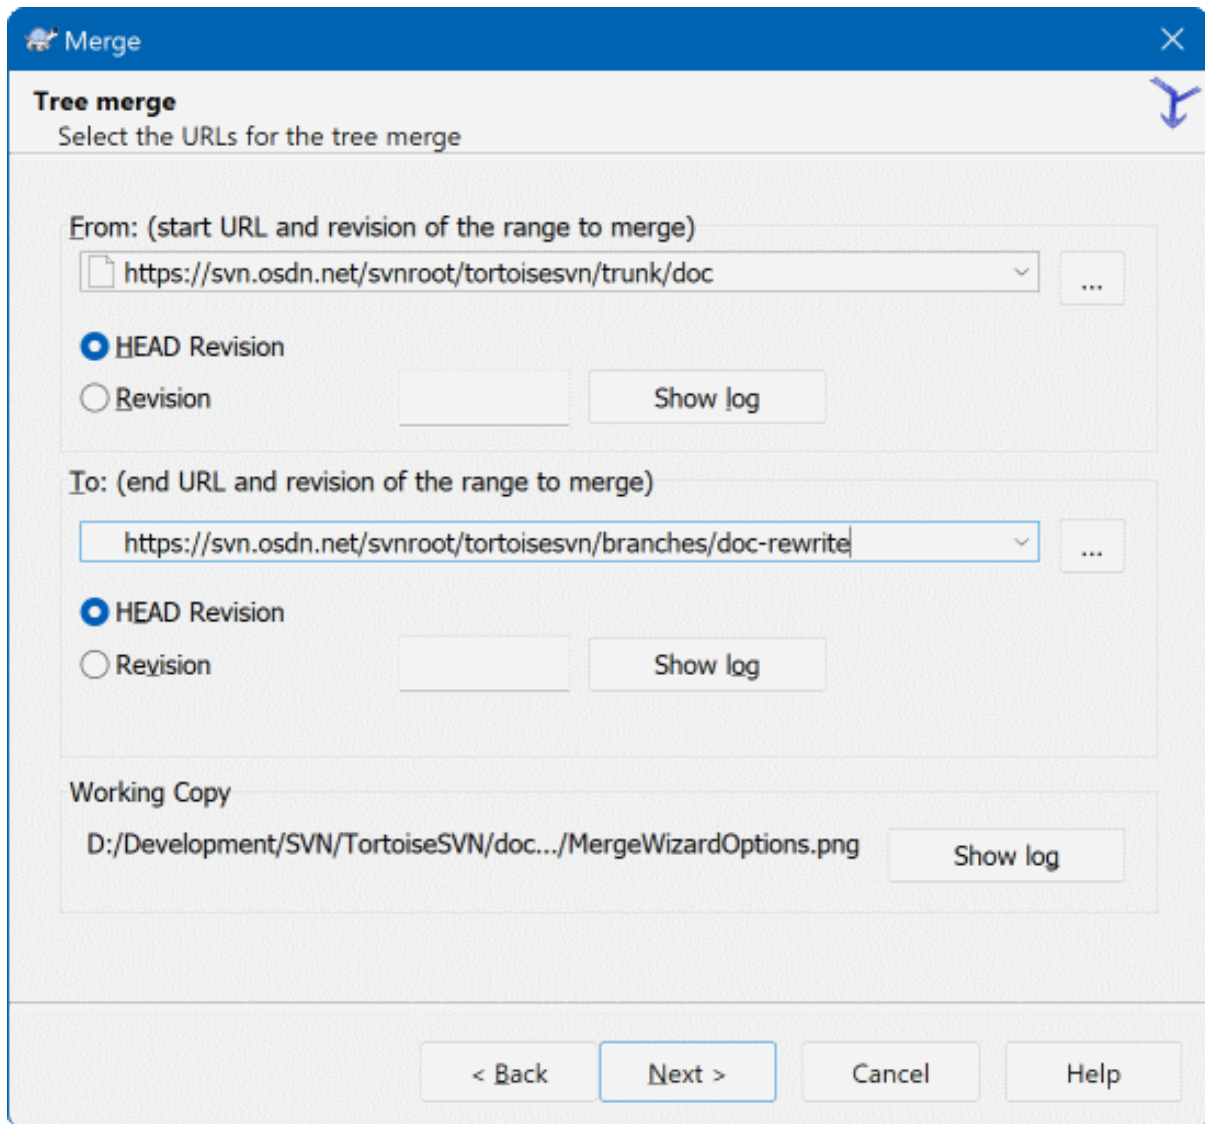 Merge
Tree merge
Select the URLs for the tree merge
From: (start URL and revision of the range to merge)
https://svn.osdn.net/svnroot/tortoisesvn/trunk/doc
...
HEAD Revision
Revision
Show log
To: (end URL and revision of the range to merge)
https://svn.osdn.net/svnroot/tortoisesvn/branches/doc-rewrite
...
HEAD Revision
Revision
Show log
Working Copy
D:/Development/SVN/TortoiseSVN/doc.../MergeWizardOptions.png
Show log
< Back
Next >
Cancel
Help